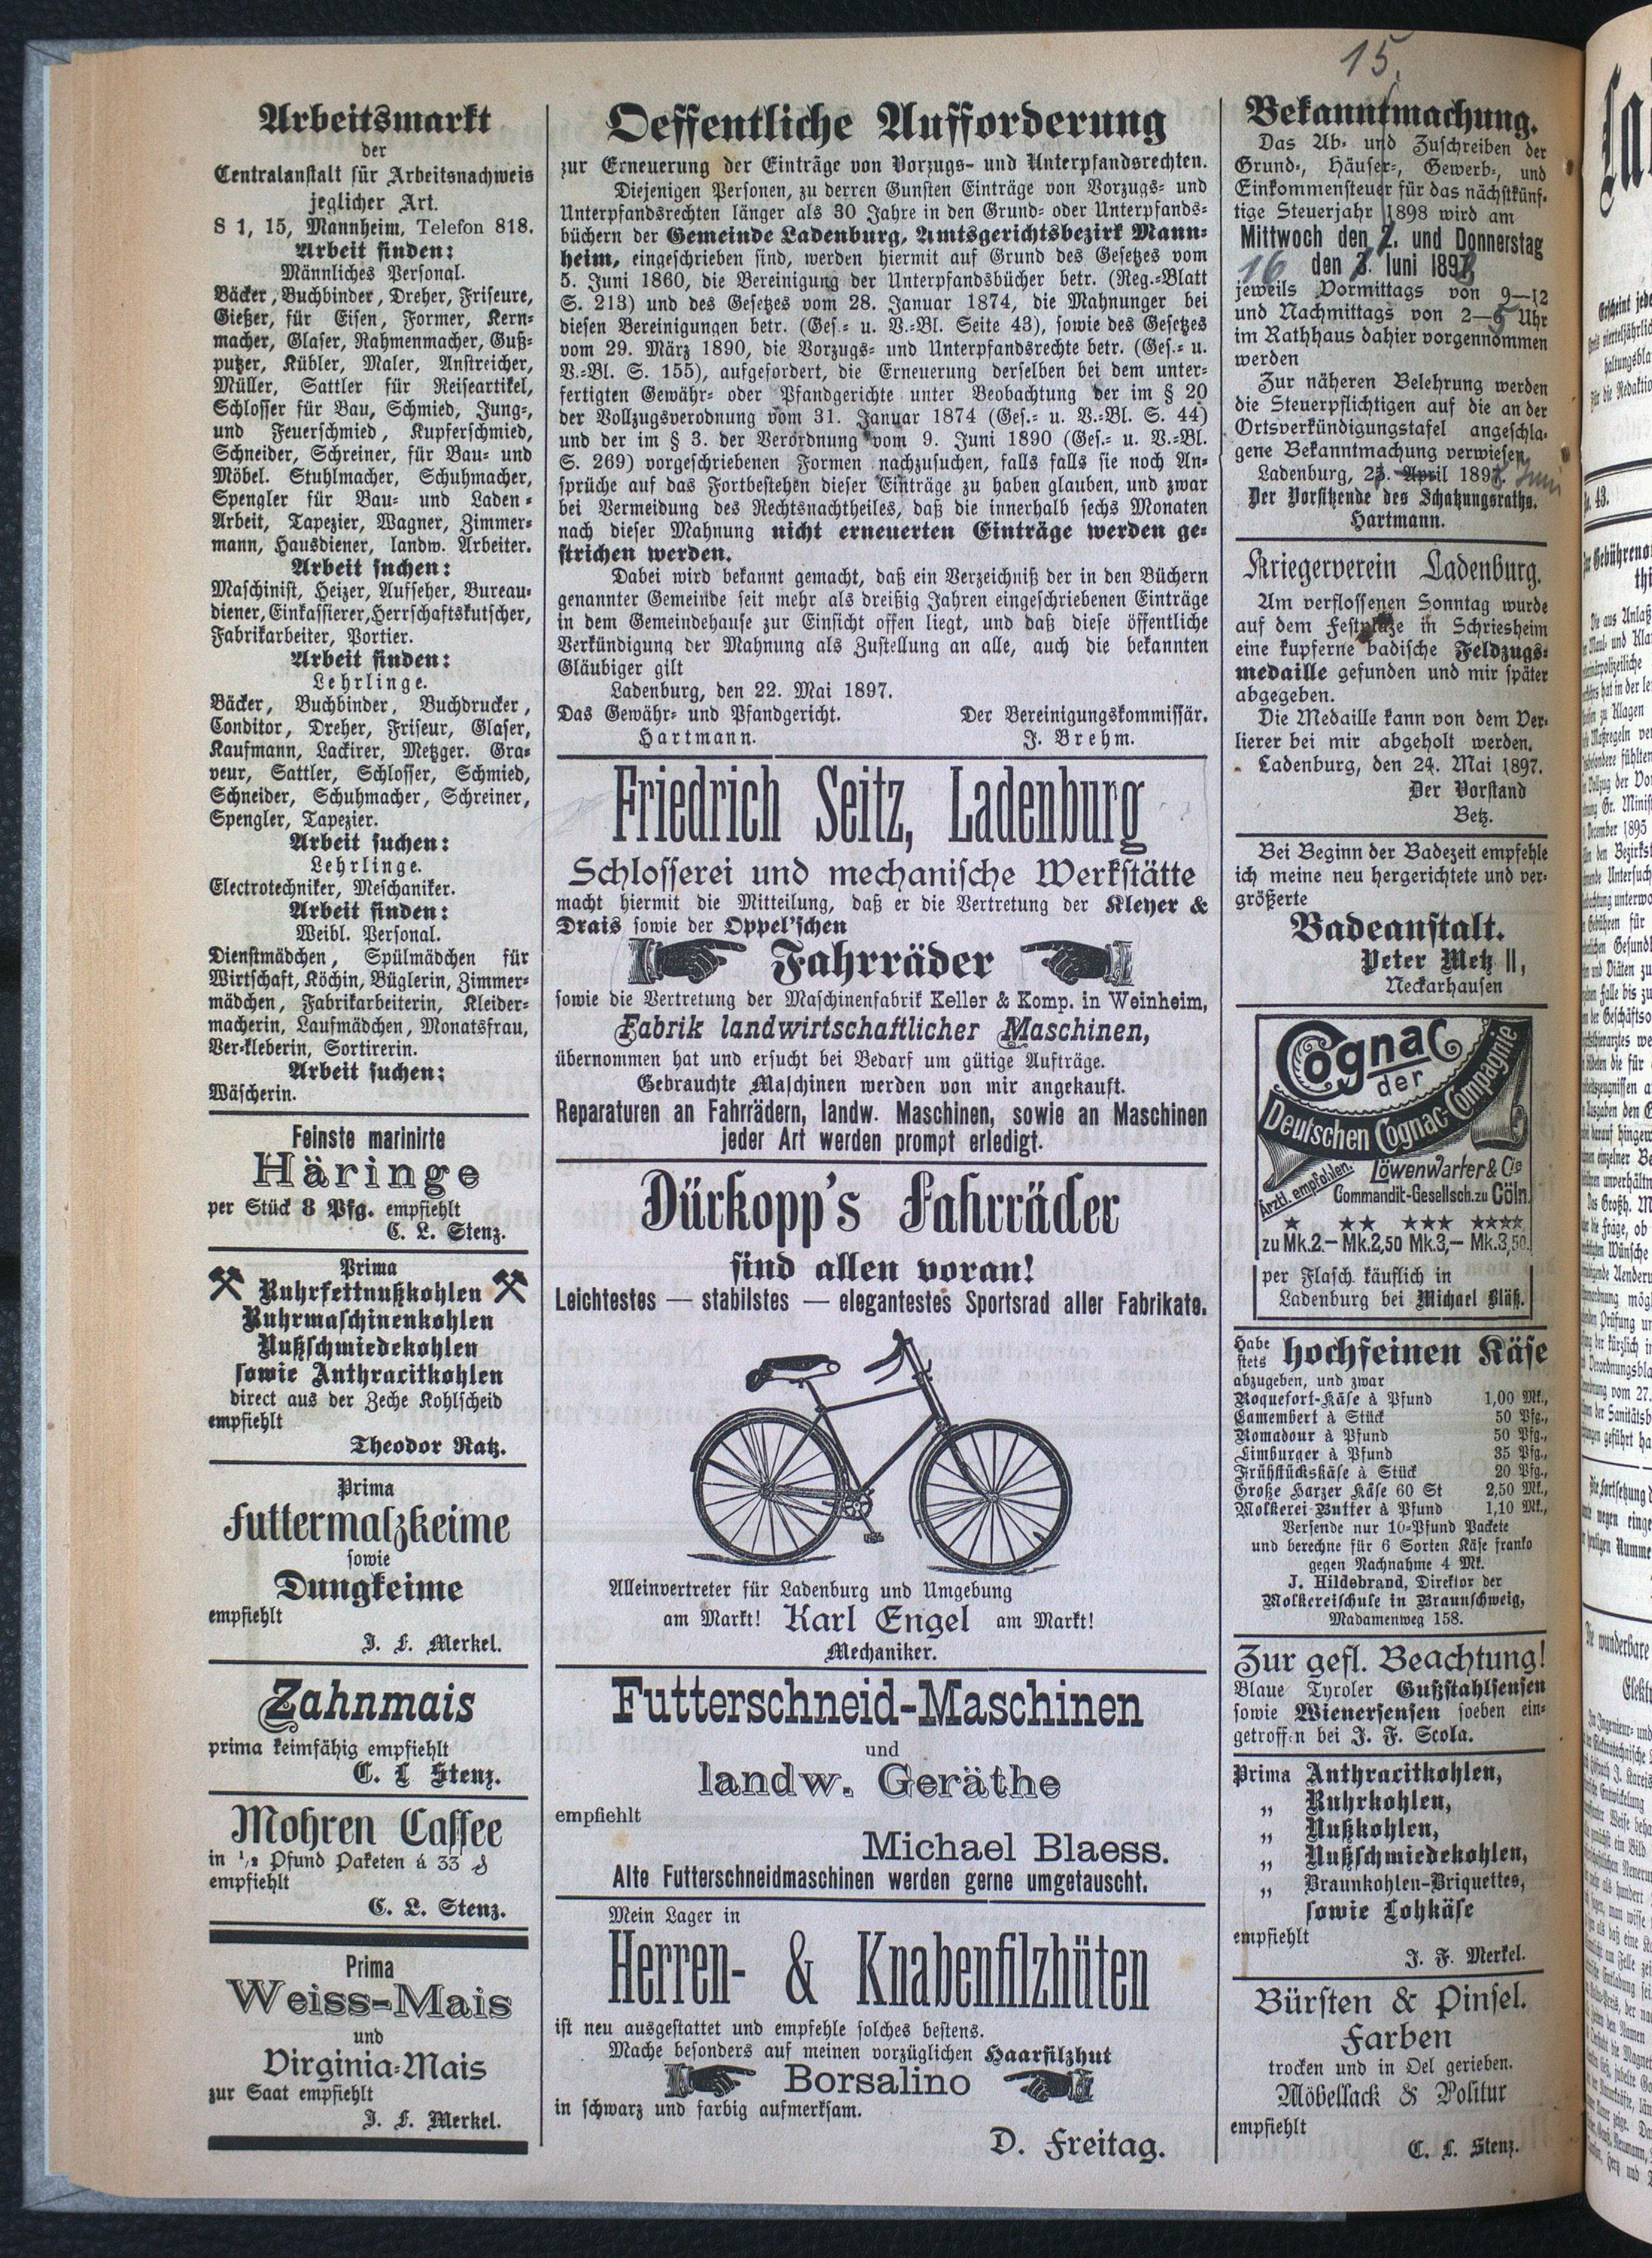 15.
Arbeitsmarkt
der
Centralanstalt für Arbeitsnachweis
jeglicher Art.
S 1, 15, Mannheim, Telefon 818.
Arbeit finden:
Männliches Personal.
Bäcker, Buchbinder, Dreher, Friseure,
Gießer, für Eisen, Former, Kern-
macher, Glaser, Rahmenmacher, Guß-
putzer, Kübler, Maler, Anstreicher,
Müller, Sattler für Reiseartikel,
Schlosser für Bau, Schmied, Jung-,
und Feuerschmied, Kupferschmied,
Schneider, Schreiner, für Bau- und
Möbel. Stuhlmacher, Schuhmacher,
Spengler für Bau- und Laden-
Arbeit, Tapezier, Wagner, Zimmer-
mann, Hausdiener, landw. Arbeiter.
Arbeit suchen:
Maschinist, Heizer, Aufseher, Bureau-
diener, Einkassierer, Herrschaftskutscher,
Fabrikarbeiter, Portier.
Arbeit finden:
Lehrlinge.
Bäcker, Buchbinder, Buchdrucker,
Conditor, Dreher, Friseur, Glaser,
Kaufmann, Lackirer, Metzger. Gra-
veur, Sattler, Schlosser, Schmied,
Schneider, Schuhmacher, Schreiner,
Spengler, Tapezier.
Arbeit suchen:
Lehrlinge.
Electrotechniker, Meschaniker.
Arbeit finden:
Weibl. Personal.
Dienstmädchen, Spülmädchen für
Wirtschaft, Köchin, Büglerin, Zimmer-
mädchen, Fabrikarbeiterin, Kleider-
macherin, Laufmädchen, Monatsfrau,
Ver-kleberin, Sortirerin.
Arbeit suchen:
Wäscherin.
Feinste marinirte
Häringe
per Stück 8 Pfg. empfiehlt
C. L. Stenz.
Prima
Ruhrfettnußkohlen
Ruhrmaschinenkohlen
Nußschmiedekohlen
sowie Anthracitkohlen
direct aus der Zeche Kohlscheid
empfiehlt
Theodor Ratz.
Prima
Futtermalzkeime
sowie
Dungkeime
empfiehlt
J. F. Merkel.
Zahnmais
prima keimfähig empfiehlt
C. L Stenz.
Mohren Caffee
in 1/2 Pfund Paketen á 33 ₰
empfiehlt
C. L. Stenz.
Prima
Weiss-Mais
und
Virginia-Mais
zur Saat empfiehlt
J. F. Merkel.
Oeffentliche Aufforderung
zur Erneuerung der Einträge von Vorzugs- und Unterpfandsrechten.
Diejenigen Personen, zu derren Gunsten Einträge von Vorzugs- und
Unterpfandsrechten länger als 30 Jahre in den Grund- oder Unterpfands-
büchern der Gemeinde Ladenburg, Amtsgerichtsbezirk Mann-
heim, eingeschrieben sind, werden hiermit auf Grund des Gesetzes vom
5. Juni 1860, die Bereinigung der Unterpfandsbücher betr. (Reg.-Blatt
S. 213) und des Gesetzes vom 28. Januar 1874, die Mahnunger bei
diesen Bereinigungen betr. (Ges.- u. V.-Bl. Seite 43), sowie des Gesetzes
vom 29. März 1890, die Vorzugs- und Unterpfandsrechte betr. (Ges.- u.
V.-Bl. S. 155), aufgefordert, die Erneuerung derselben bei dem unter-
fertigten Gewähr- oder Pfandgerichte unter Beobachtung der im § 20
der Vollzugsverodnung vom 31. Januar 1874 (Ges.- u. V.-Bl. S. 44)
und der im § 3. der Verordnung vom 9. Juni 1890 (Ges.- u. V.-Bl.
S. 269) vorgeschriebenen Formen nachzusuchen, falls falls sie noch An-
sprüche auf das Fortbestehen dieser Einträge zu haben glauben, und zwar
bei Vermeidung des Rechtsnachtheiles, daß die innerhalb sechs Monaten
nach dieser Mahnung nicht erneuerten Einträge werden ge-
strichen werden.
Dabei wird bekannt gemacht, daß ein Verzeichniß der in den Büchern
genannter Gemeinde seit mehr als dreißig Jahren eingeschriebenen Einträge
in dem Gemeindehause zur Einsicht offen liegt, und daß diese öffentliche
Verkündigung der Mahnung als Zustellung an alle, auch die bekannten
Gläubiger gilt
Ladenburg, den 22. Mai 1897.
Das Gewähr- und Pfandgericht. Der Bereinigungskommissär.
Hartmann. J. Brehm.
Friedrich Seitz, Ladenburg
Schlosserei und mechanische Werkstätte
macht hiermit die Mitteilung, daß er die Vertretung der Kleyer &
Drais sowie der Oppel'schen
Fahrräder
sowie die Vertretung der Maschinenfabrik Keller & Komp. in Weinheim,
Fabrik landwirtschaftlicher Maschinen,
übernommen hat und ersucht bei Bedarf um gütige Aufträge.
Gebrauchte Maschinen werden von mir angekauft.
Reparaturen an Fahrrädern, landw. Maschinen, sowie an Maschinen
jeder Art werden prompt erledigt.
Dürkopp's Fahrräder
sind allen voran!
Leichtestes — stabilstes — elegantestes Sportsrad aller Fabrikate.
Alleinvertreter für Ladenburg und Umgebung
am Markt! Karl Engel am Markt!
Mechaniker.
Futterschneid-Maschinen
und
landw. Geräthe
empfiehlt
Michael Blaess.
Alte Futterschneidmaschinen werden gerne umgetauscht.
Mein Lager in
Herren- & Knabenfilzhüten
ist neu ausgestattet und empfehle solches bestens.
Mache besonders auf meinen vorzüglichen Haarfilzhut
Borsalino
in schwarz und farbig aufmerksam.
D. Freitag.
Bekanntmachung.
Das Ab- und Zuschreiben der
Grund-, Häuser-, Gewerb-, und
Einkommensteuer für das nächstkünf-
tige Steuerjahr 1898 wird am
Mittwoch den 2. und Donnerstag
16 den 3. Juni 1897
jeweils Vormittags von 9—12
und Nachmittags von 2—6 Uhr
im Rathhaus dahier vorgennommen
werden
Zur näheren Belehrung werden
die Steuerpflichtigen auf die an der
Ortsverkündigungstafel angeschla-
gene Bekanntmachung verwiesen
Ladenburg, April 189 Juni
Der Vorsitzende des Schatzungsraths.
Hartmann.
Kriegerverein Ladenburg.
Am verflossenen Sonntag wurde
auf dem Festplatze in Schriesheim
eine kupferne badische Feldzugs-
medaille gefunden und mir später
abgegeben.
Die Medaille kann von dem Ver-
lierer bei mir abgeholt werden.
Ladenburg, den 24. Mai 1897.
Der Vorstand
Betz.
Bei Beginn der Badezeit empfehle
ich meine neu hergerichtete und ver-
größerte
Badeanstalt.
Peter Metz II,
Neckarhausen
Cognac
der
Deutschen Cognac-Compagnie
Ärztl. empfohlen. Löwenwarter & Cie
Commandit-Gesellsch. zu Cöln.
★ ★★ ★★★ ★★★★
zu Mk. 2.— Mk. 2,50 Mk. 3,— Mk. 3,50.
per Flasch. käuflich in
Ladenburg bei Michael Bläß.
Habe stets hochfeinen Käse
abzugeben, und zwar
Roquefort-Käse à Pfund 1,00 Mk.,
Camembert à Stück 50 Pfg.,
Romadour à Pfund 50 Pfg.,
Limburger à Pfund 35 Pfg.,
Frühstückskäse à Stück 20 Pfg.,
Große Harzer Käse 60 St 2,50 Mk.,
Molkerei-Butter à Pfund 1,10 Mk.,
Versende nur 10-Pfund Packete
und berechne für 6 Sorten Käse franko
gegen Nachnahme 4 Mk.
J. Hildebrand, Direktor der
Molkereischule in Braunschweig,
Madamenweg 158.
Zur gefl. Beachtung!
Blaue Tyroler Gußstahlsensen
sowie Wienersensen soeben ein-
getroffen bei J. F. Scola.
Prima Anthracitkohlen,
„ Ruhrkohlen,
„ Nußkohlen,
„ Nußschmiedekohlen,
„ Braunkohlen-Briquettes,
sowie Lohkäse
empfiehlt
J. F. Merkel.
Bürsten & Pinsel.
Farben
trocken und in Oel gerieben.
Möbellack & Politur
empfiehlt
C. L. Stenz.